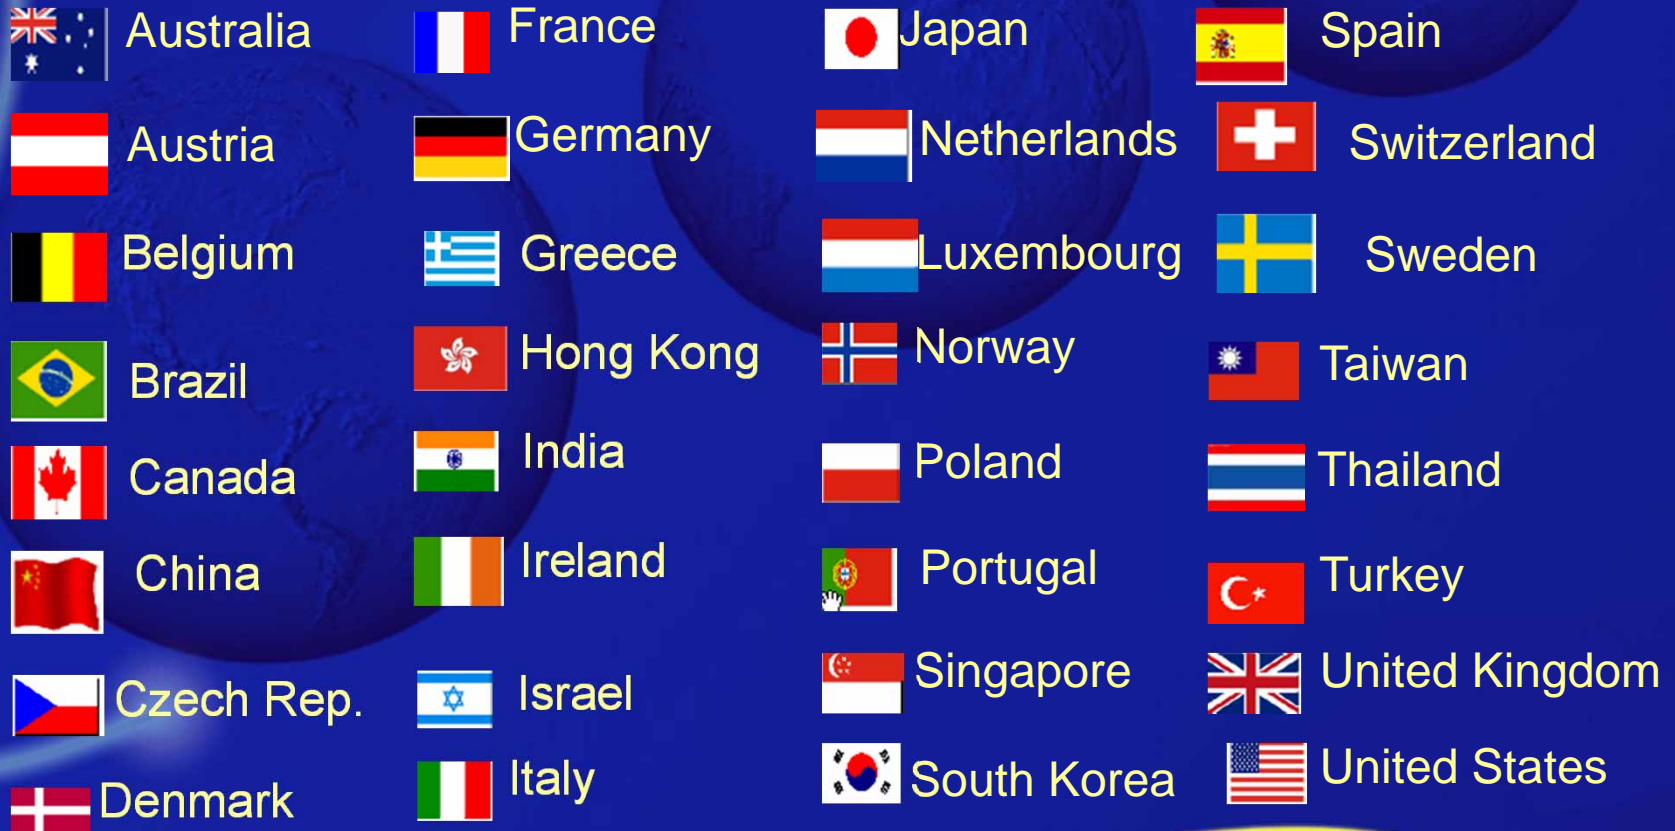 Australia
Austria
Belgium
Brazil
Canada
China
Czech Rep.
Denmark
France
Germany
Greece
Hong Kong
India
Ireland
Israel
Italy
Japan
Netherlands
Luxembourg
Norway
Poland
Portugal
Singapore
South Korea
Spain
Switzerland
Sweden
Taiwan
Thailand
Turkey
United Kingdom
United States